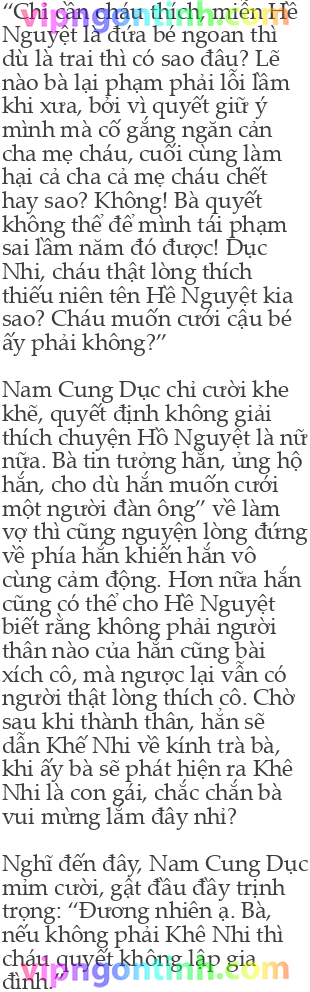 “Chỉ cần cháu thích, miễn Hề
vipngontinh.com
Nguyệt là đứa bé ngoan thì
dù là trai thì có sao đâu? Lẽ
nào bà lại phạm phải lỗi lầm
khi xưa, bởi vì quyết giữ ý
mình mà cố gắng ngăn cản
cha mẹ cháu, cuối cùng làm
hại cả cha cả mẹ cháu chết
hay sao? Không! Bà quyết
không thể để mình tái phạm
sai lầm năm đó được! Dục
Nhi, cháu thật lòng thích
thiếu niên tên Hề Nguyệt kia
sao? Cháu muốn cưới cậu bé
ấy phải không?”
Nam Cung Dục chỉ cười khe
khẽ, quyết định không giải
thích chuyện Hồ Nguyệt là nữ
nữa. Bà tin tưởng hắn, ủng hộ
hắn, cho dù hắn muốn cưới
một người đàn ông” về làm
vợ thì cũng nguyện lòng đứng
về phía hắn khiến hắn vô
cùng cảm động. Hơn nữa hắn
cũng có thể cho Hề Nguyệt
biết rằng không phải người
thân nào của hắn cũng bài
xích cô, mà ngược lại vẫn có
người thật lòng thích cô. Chờ
sau khi thành thân, hắn sẽ
dẫn Khế Nhi về kính trà bà,
khi ấy bà sẽ phát hiện ra Khê
Nhi là con gái, chắc chắn bà
vui mừng lắm đây nhỉ?
Nghĩ đến đây, Nam Cung Dục
mỉm cười, gật đầu đầy trịnh
trọng: “Đương nhiên ạ. Bà,
nếu không phải Khê Nhi thì
cháu quyết không lập gia
vipngontinh.com
đình.”